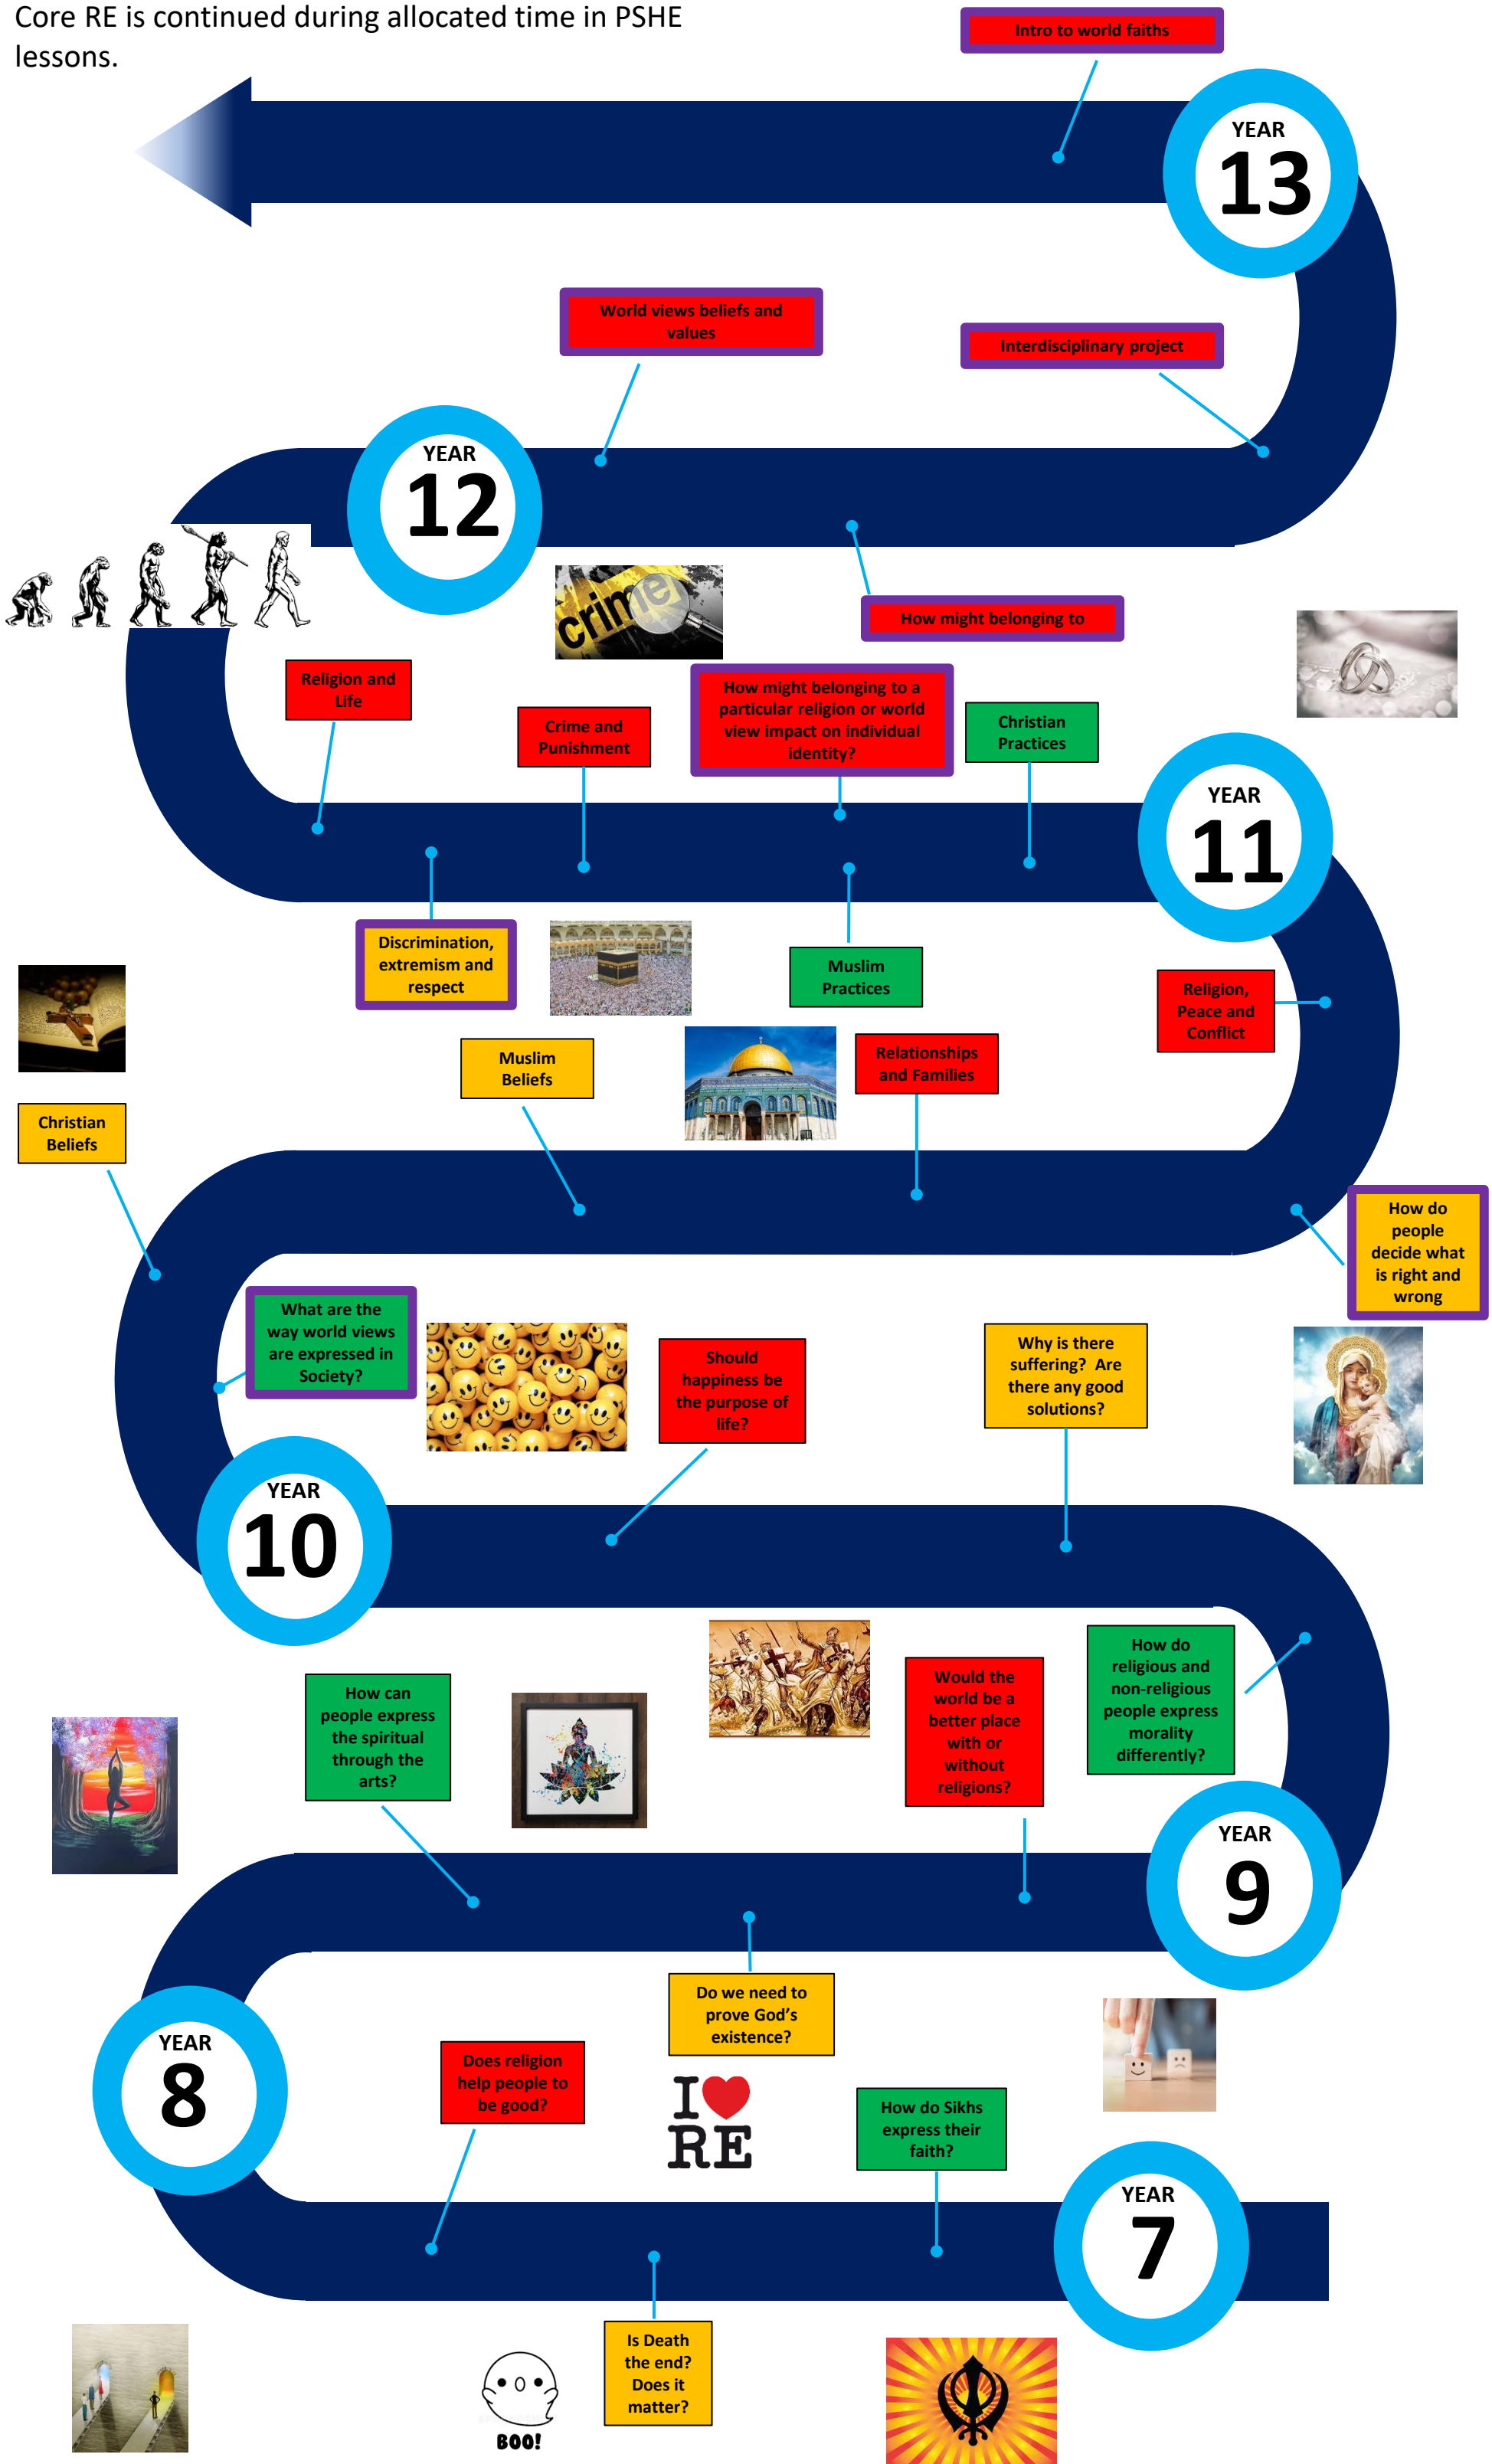 Core RE is continued during allocated time in PSHE
lessons.
Intro to world faiths
YEAR
13
World views beliefs and
values
Interdisciplinary project
YEAR
12
crime
How might belonging to
Religion and
Life
Crime and
Punishment
How might belonging to a
particular religion or world
view impact on individual
identity?
Christian
Practices
YEAR
11
Discrimination,
extremism and
respect
Muslim
Practices
Religion,
Peace and
Conflict
Muslim
Beliefs
Relationships
and Families
Christian
Beliefs
How do
people
decide what
is right and
wrong
What are the
way world views
are expressed in
Society?
Should
happiness be
the purpose of
life?
Why is there
suffering? Are
there any good
solutions?
YEAR
10
How can
people express
the spiritual
through the
arts?
Would the
world be a
better place
with or
without
religions?
How do
religious and
non-religious
people express
morality
differently?
YEAR
9
Do we need to
prove God's
existence?
YEAR
8
Does religion
help people to
be good?
I
RE
How do Sikhs
express their
faith?
YEAR
7
Is Death
the end?
Does it
matter?
BOO!